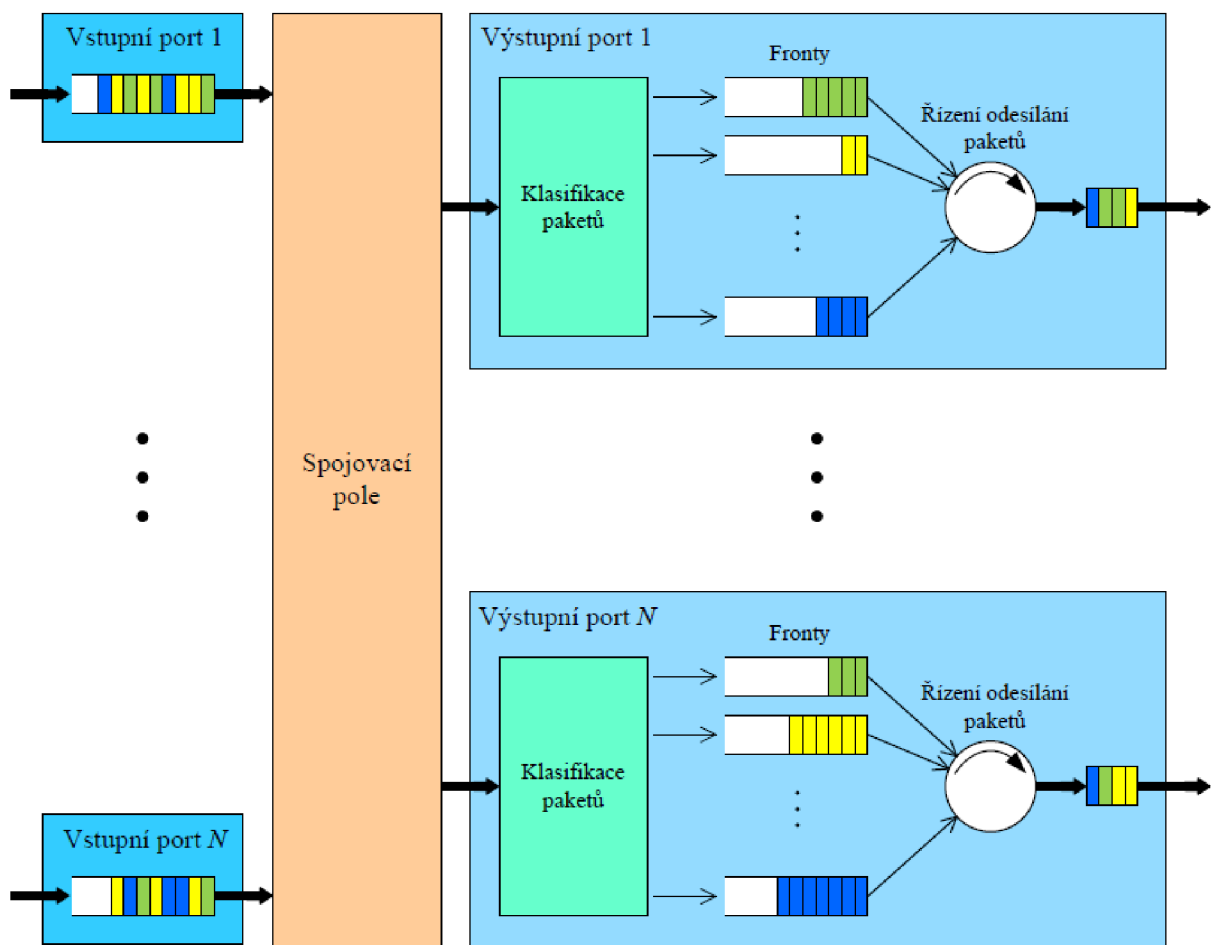 Vstupní port 1
Výstupní port 1
Fronty
Řízení odesílání
paketů
Klasifikace
paketů
Spojovací
pole
Výstupní port N
Fronty
Řízení odesílání
paketů
Klasifikace
paketů
Vstupní port N